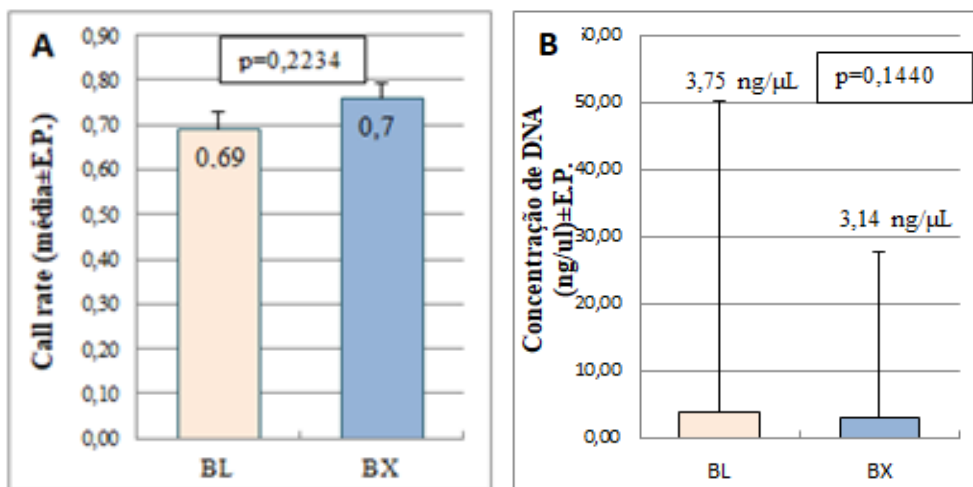 A
Call rate (média±E.P.)
0,90
0,80
0,70
0,60
0,50
0,40
0,30
0,20
0,10
0,00
p=0,2234
0.69
0,7
BL
BX
B
Concentração de DNA
(ng/ul)±E.P.
60,00
50,00
40,00
30,00
20,00
10,00
0,00
3,75 ng/µL
p=0,1440
3,14 ng/µL
BL
BX